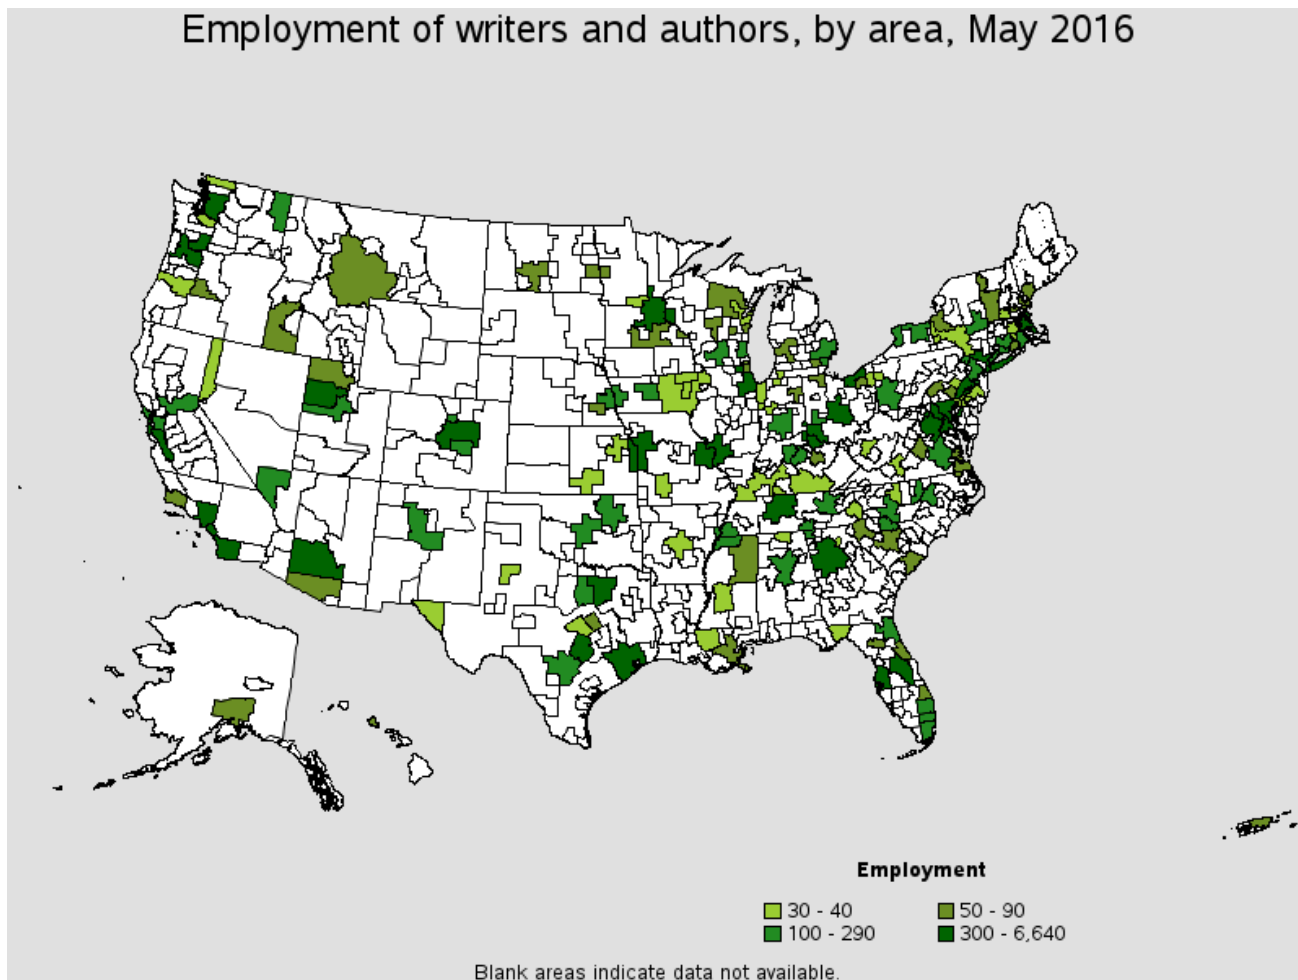 Employment of writers and authors, by area, May 2016
Employment
30 - 40
50 - 90
100 - 290
300 - 6,640
Blank areas indicate data not available.